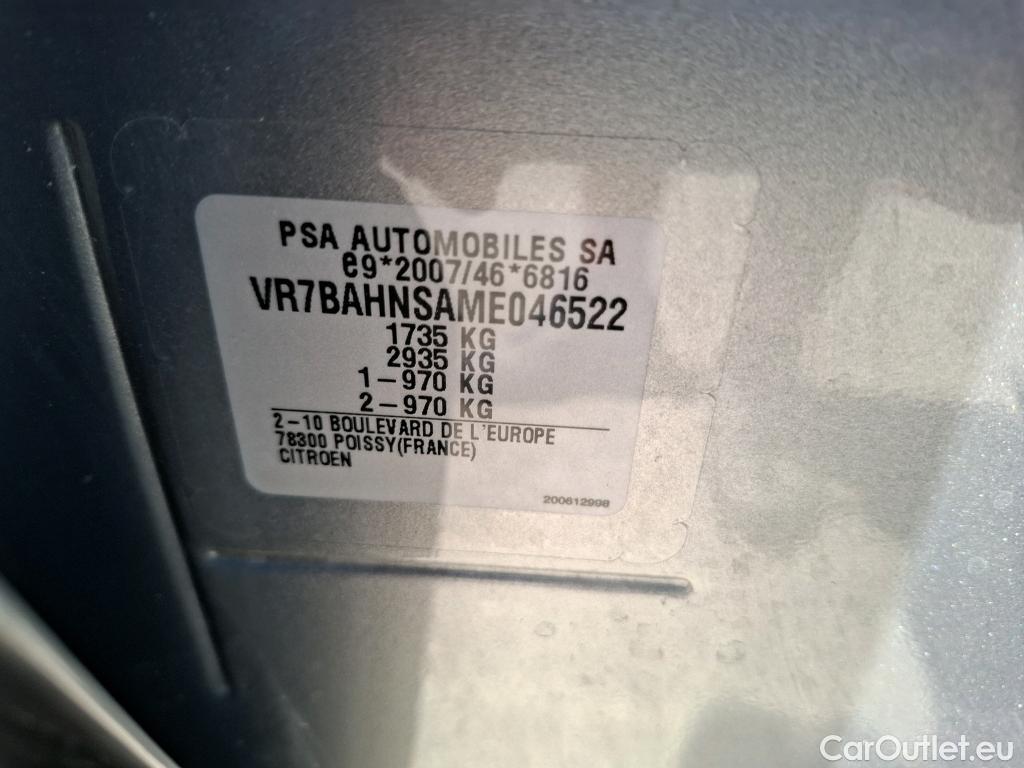 PSA AUTOMOBILES SA
e9*2007/46*6816
VR7BAHNSAME046522
1735 KG
2935 KG
1-970 KG
2-970 KG
2-10 BOULEVARD DE L'EUROPE
78300 POISSY(FRANCE)
CITROEN
200612998
CarOutlet.eu